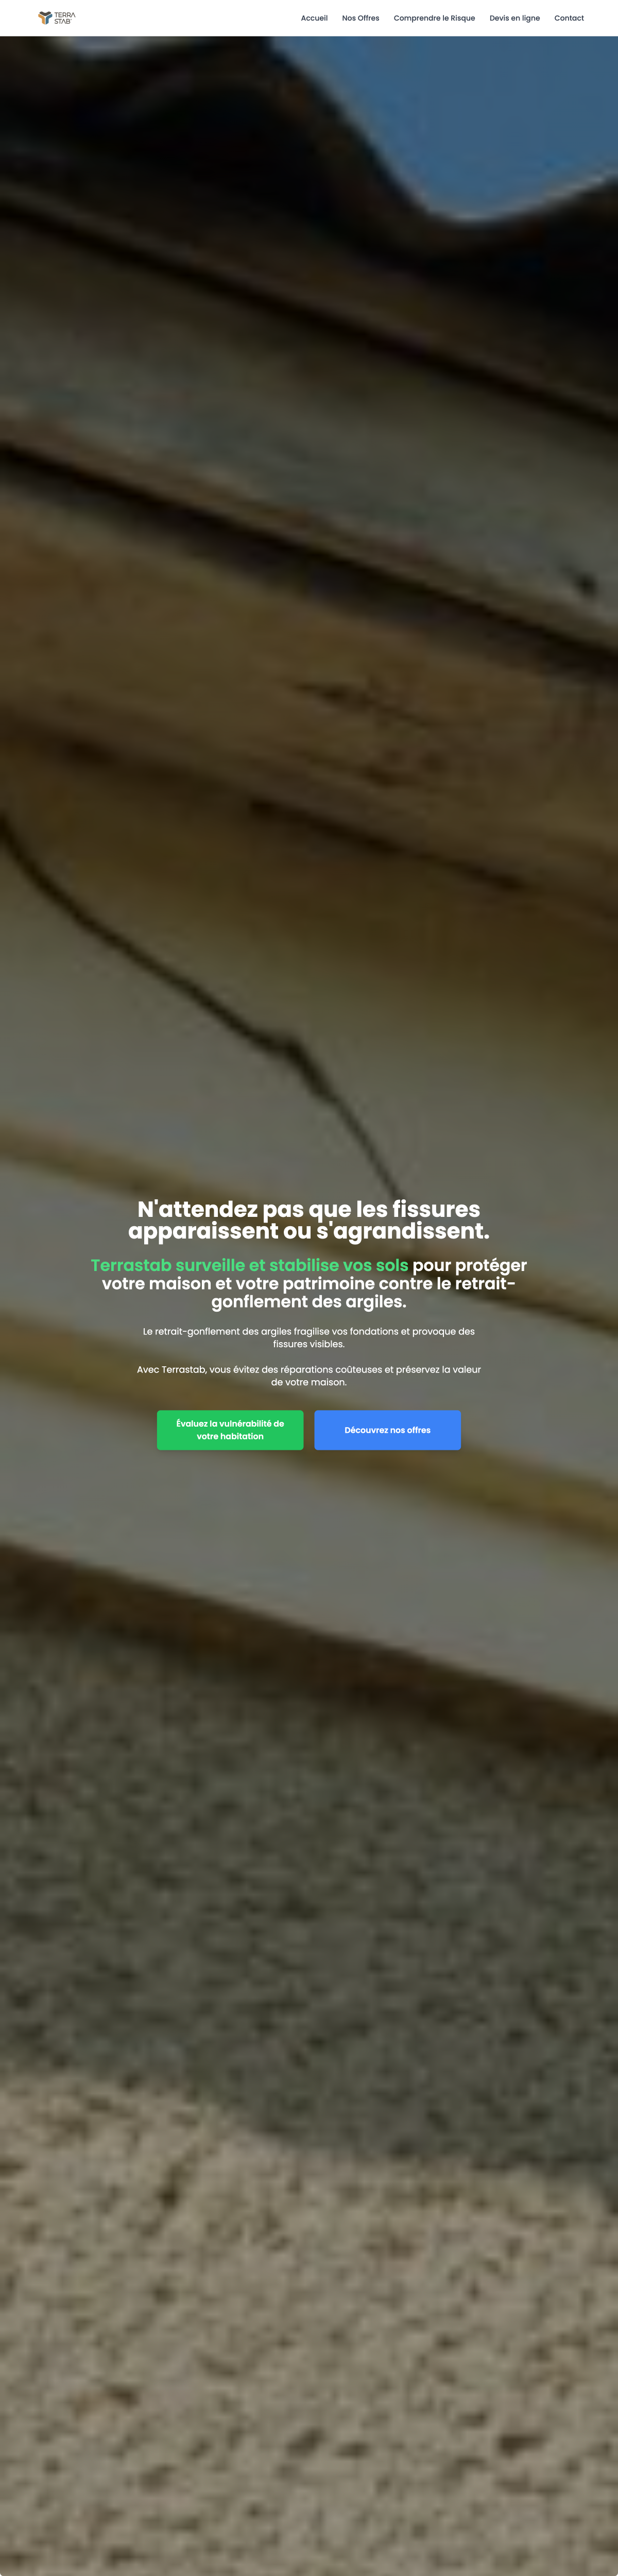 TERRA
STAB
Accueil
Nos Offres
Comprendre le Risque
Devis en ligne
Contact
N'attendez pas que les fissures
apparaissent ou s'agrandissent.
Terrastab surveille et stabilise vos sols pour protéger
votre maison et votre patrimoine contre le retrait-
gonflement des argiles.
Le retrait-gonflement des argiles fragilise vos fondations et provoque des
fissures visibles.
Avec Terrastab, vous évitez des réparations coûteuses et préservez la valeur
de votre maison.
Évaluez la vulnérabilité de
votre habitation
Découvrez nos offres